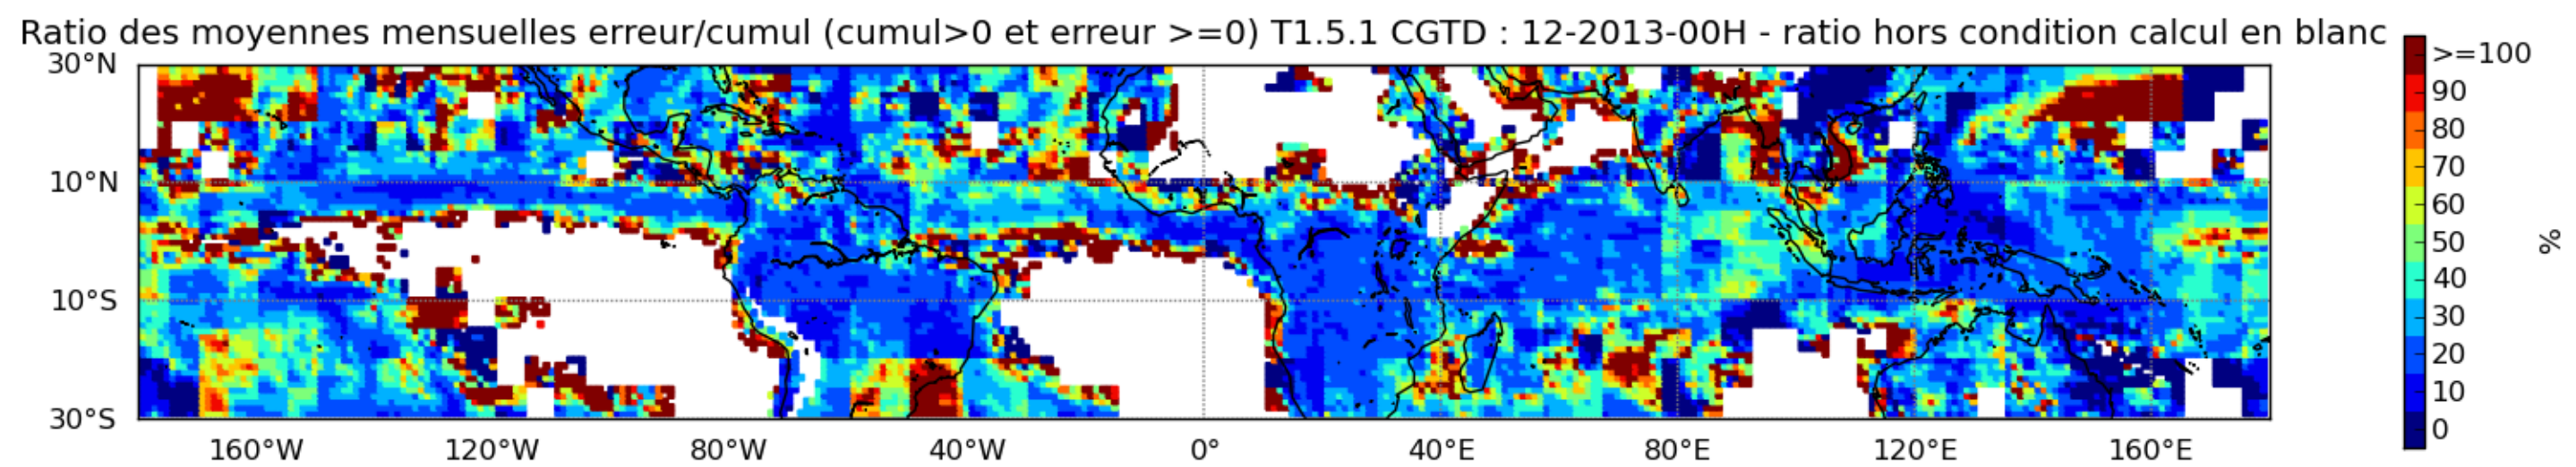 Ratio des moyennes mensuelles erreur/cumul (cumul>0 et erreur >=0) T1.5.1 CGTD : 12-2013-00H - ratio hors condition calcul en blanc
30°N
10°N
10°S
30°S
160°W 120°W 80°W 40°W 0° 40°E 80°E 120°E 160°E
>=100
90
80
70
60
50
40
30
20
10
0
%